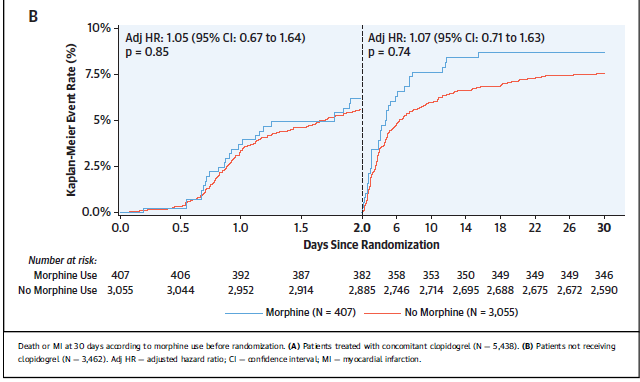 B
Adj HR: 1.05 (95% CI: 0.67 to 1.64)
p = 0.85
Adj HR: 1.07 (95% CI: 0.71 to 1.63)
p = 0.74
Kaplan-Meier Event Rate (%)
10%
7.5%
5%
2.5%
0.0%
0.0 0.5 1.0 1.5 2.0 6 10 14 18 22 26 30
Days Since Randomization
Number at risk:
Morphine Use 407 406 392 387 382 358 353 350 349 349 349 346
No Morphine Use 3,055 3,044 2,952 2,914 2,885 2,746 2,714 2,695 2,688 2,675 2,672 2,590
Morphine (N = 407) No Morphine (N = 3,055)
Death or MI at 30 days according to morphine use before randomization. (A) Patients treated with concomitant clopidogrel (N — 5,438). (B) Patients not receiving
clopidogrel (N — 3,462). Adj HR — adjusted hazard ratio; CI — confidence interval; MI — myocardial infarction.